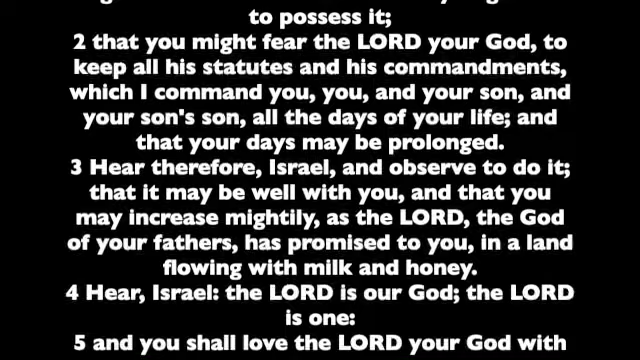 to possess it;
2 that you might fear the LORD your God, to
keep all his statutes and his commandments,
which I command you, you, and your son, and
your son's son, all the days of your life; and
that your days may be prolonged.
3 Hear therefore, Israel, and observe to do it;
that it may be well with you, and that you
may increase mightily, as the LORD, the God
of your fathers, has promised to you, in a land
flowing with milk and honey.
4 Hear, Israel: the LORD is our God; the LORD
is one:
5 and you shall love the LORD your God with